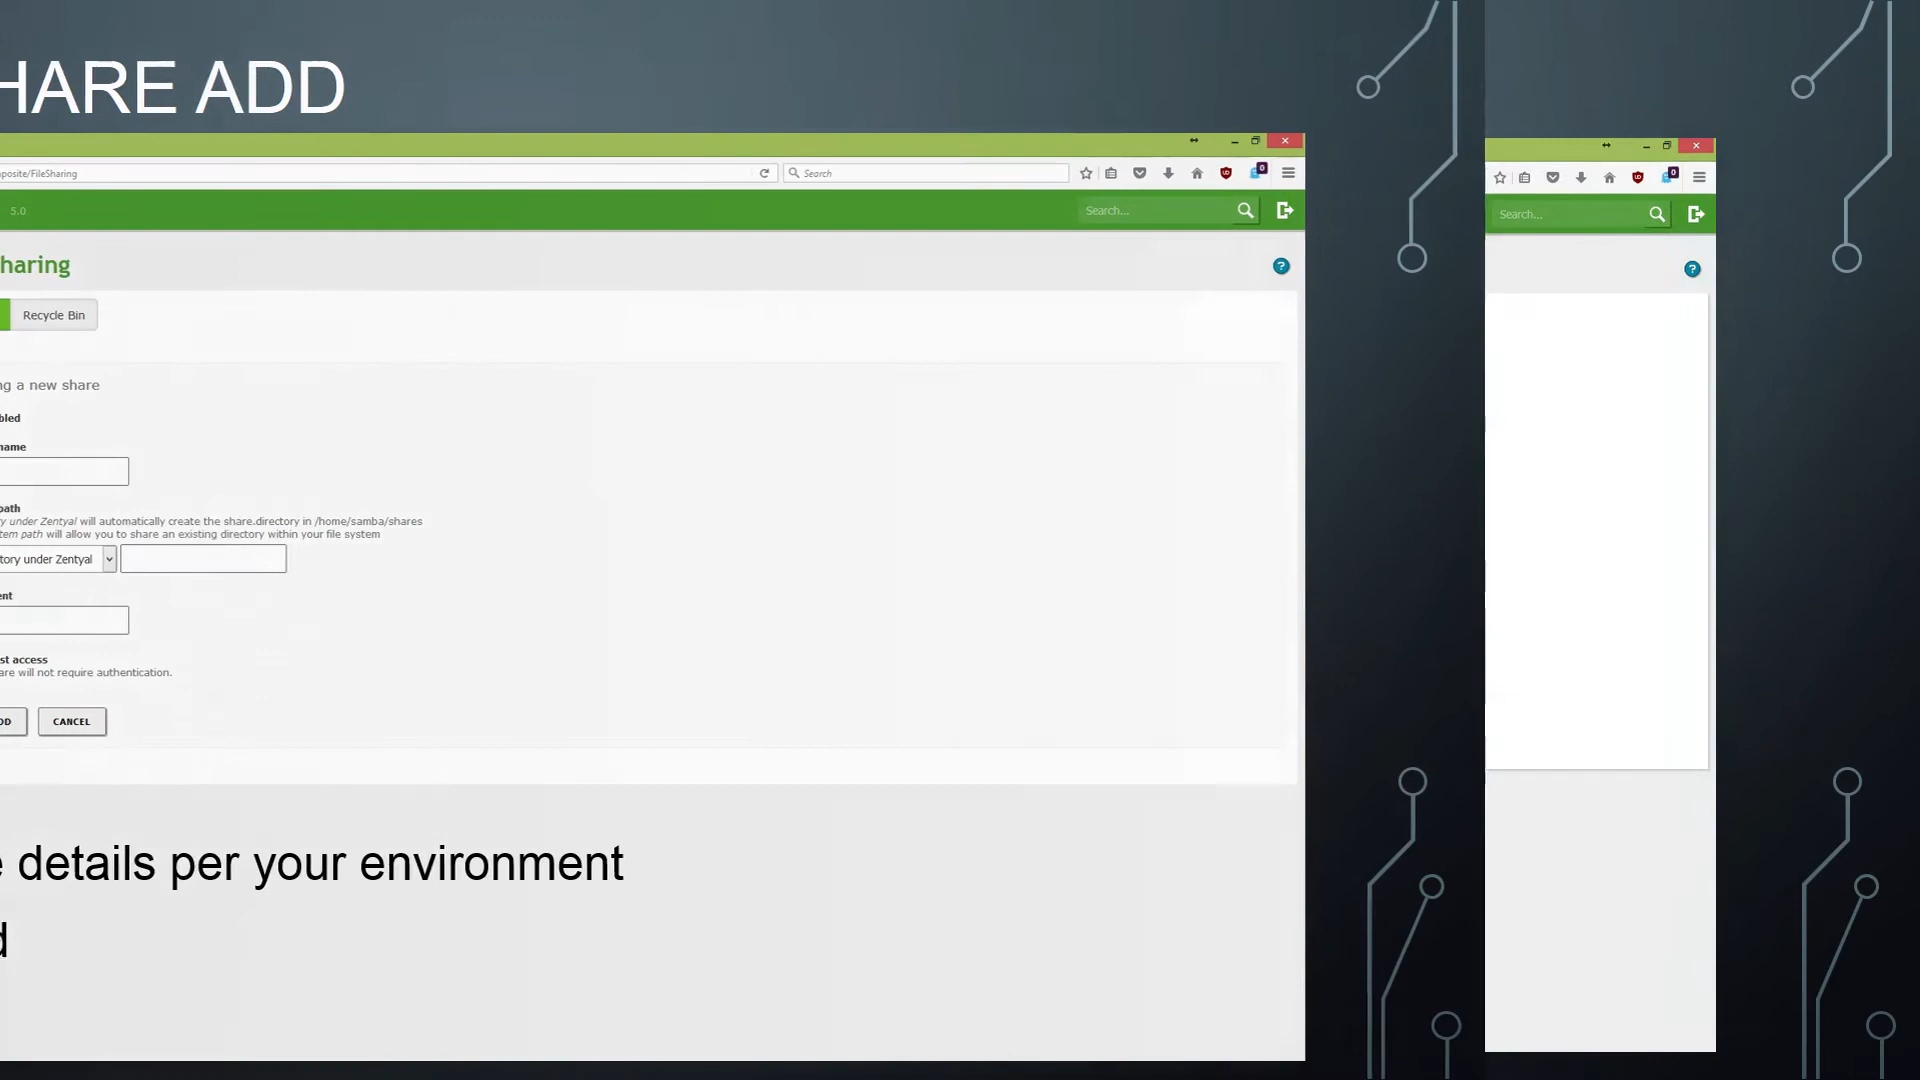 HARE ADD
posite/FileSharing
Search
0
0
5.0
Search...
Search...
haring
?
?
Recycle Bin
ng a new share
bled
name
path
y under Zentyal will automatically create the share.directory in /home/samba/shares
tem path will allow you to share an existing directory within your file system
tory under Zentyal
ent
st access
are will not require authentication.
DD
CANCEL
e details per your environment
d